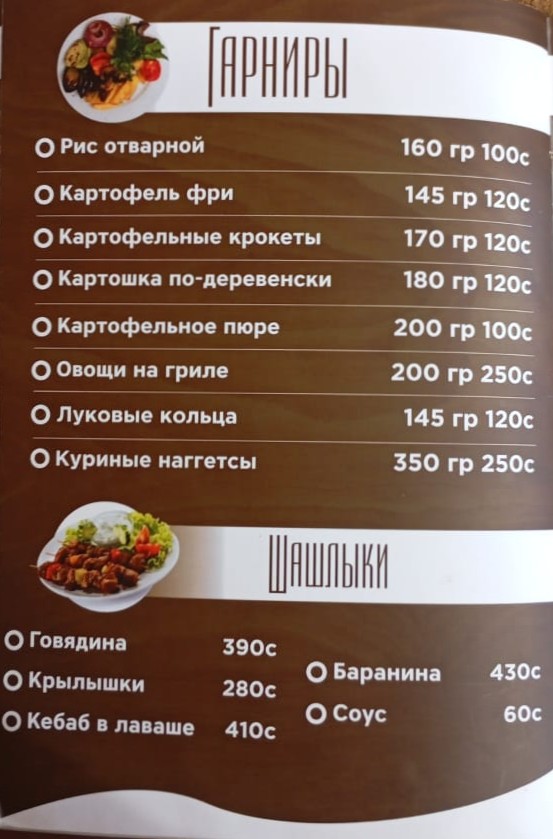 Гарниры
Рис отварной 160 гр 100с
Картофель фри 145 гр 120с
Картофельные крокеты 170 гр 120с
Картошка по-деревенски 180 гр 120с
Картофельное пюре 200 гр 100с
Овощи на гриле 200 гр 250с
Луковые кольца 145 гр 120с
Куриные наггетсы 350 гр 250с
Шашлыки
Говядина 390с
Крылышки 280с
Кебаб в лаваше 410с
Баранина 430с
Соус 60с